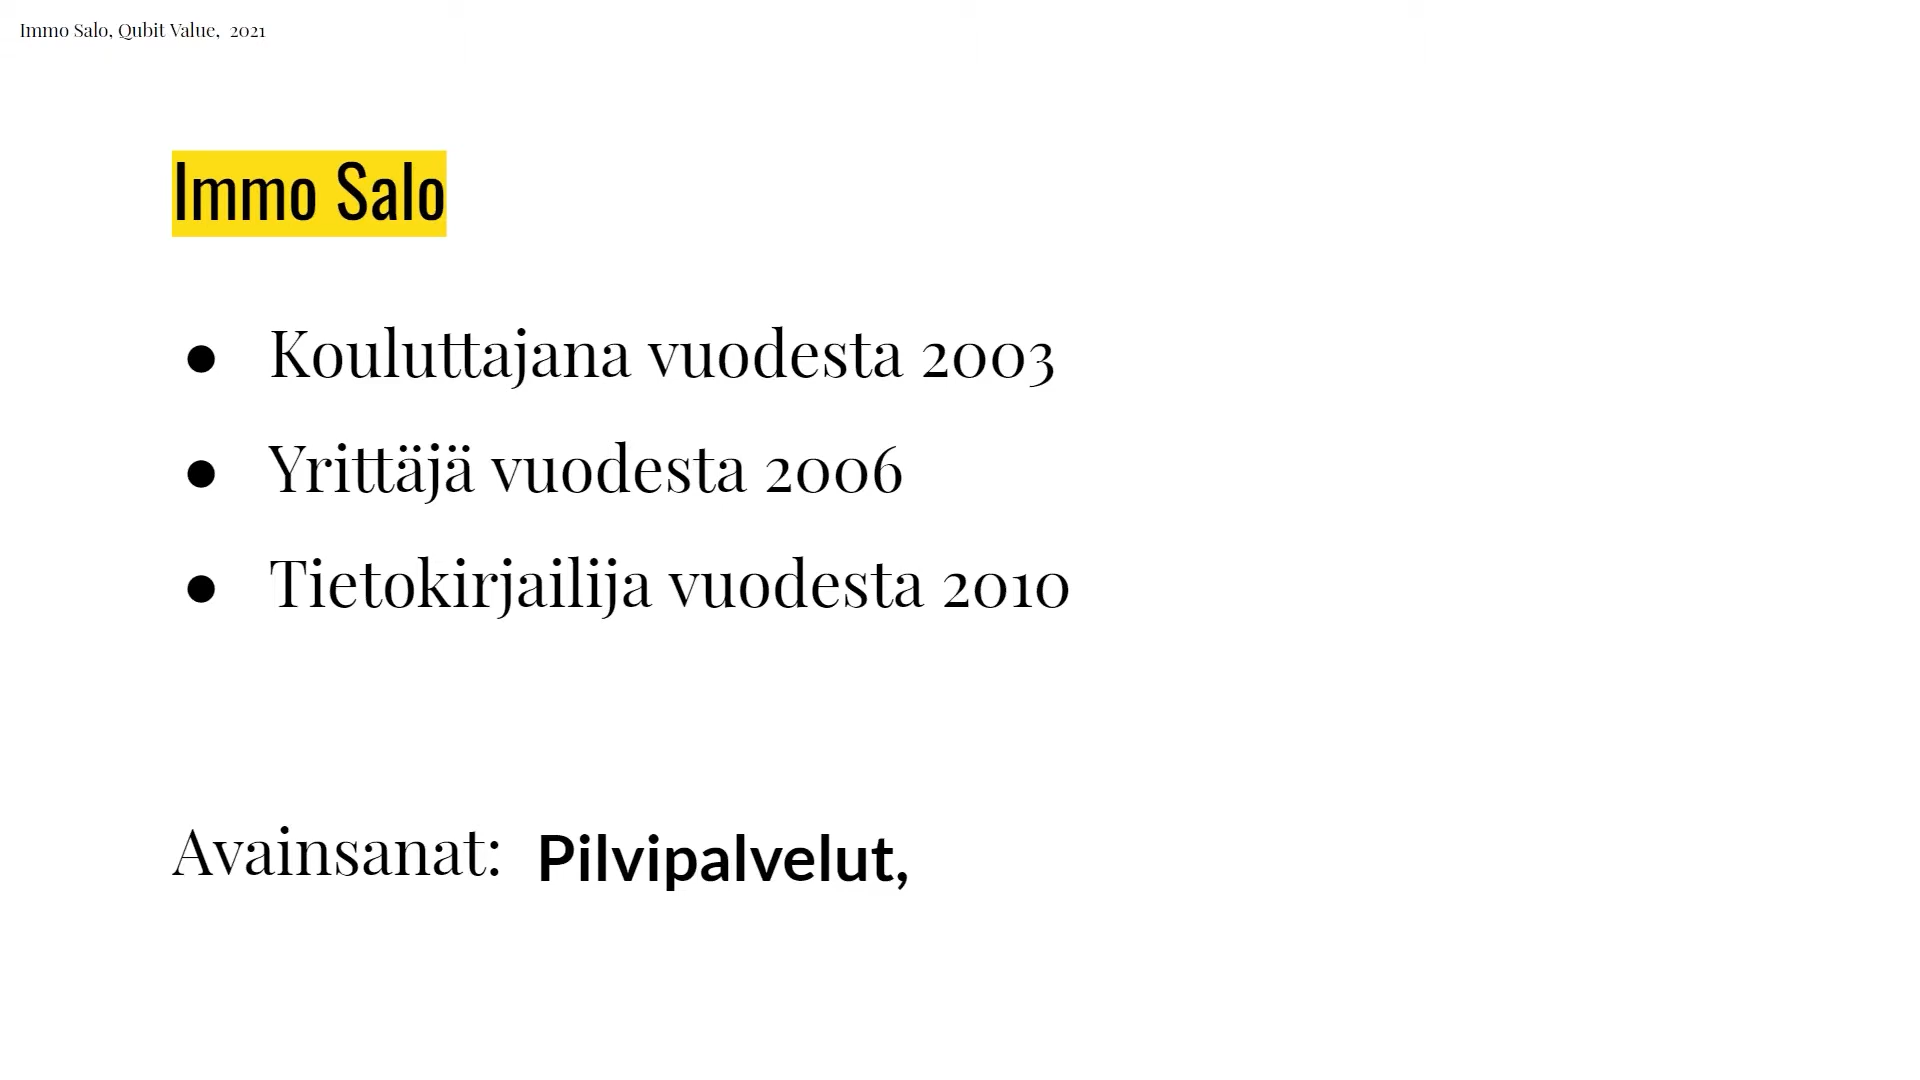 Immo Salo, Qubit Value, 2021
Immo Salo
● Kouluttajana vuodesta 2003
● Yrittäjä vuodesta 2006
● Tietokirjailija vuodesta 2010
Avainsanat: Pilvipalvelut,